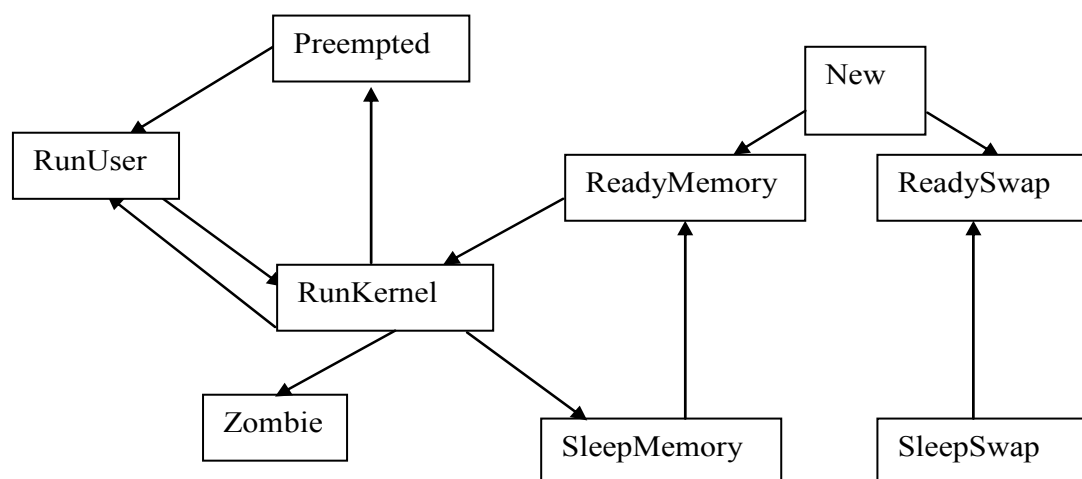 Preempted
New
RunUser
ReadyMemory
ReadySwap
RunKernel
Zombie
SleepMemory
SleepSwap